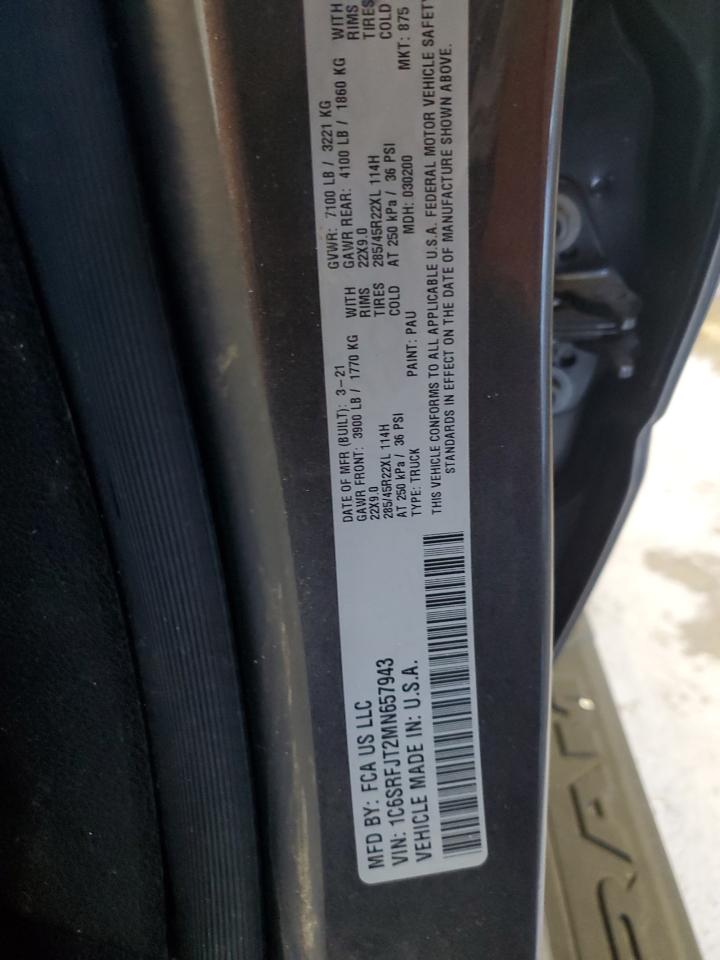 MFD BY: FCA US LLC
VIN: 1C6SRFJT2MN657943
VEHICLE MADE IN: U.S.A.
DATE OF MFR (BUILT): 3-21
GVWR: 7100 LB / 3221 KG
GAWR FRONT: 3900 LB / 1770 KG WITH
GAWR REAR: 4100 LB / 1860 KG WITH
22X9.0 RIMS
22X9.0 RIMS
285/45R22XL 114H TIRES
285/45R22XL 114H TIRES
AT 250 kPa / 36 PSI COLD
AT 250 kPa / 36 PSI COLD
TYPE: TRUCK PAINT: PAU MDH: 030200 MKT: 875
THIS VEHICLE CONFORMS TO ALL APPLICABLE U.S.A. FEDERAL MOTOR VEHICLE SAFETY
STANDARDS IN EFFECT ON THE DATE OF MANUFACTURE SHOWN ABOVE.
RAM